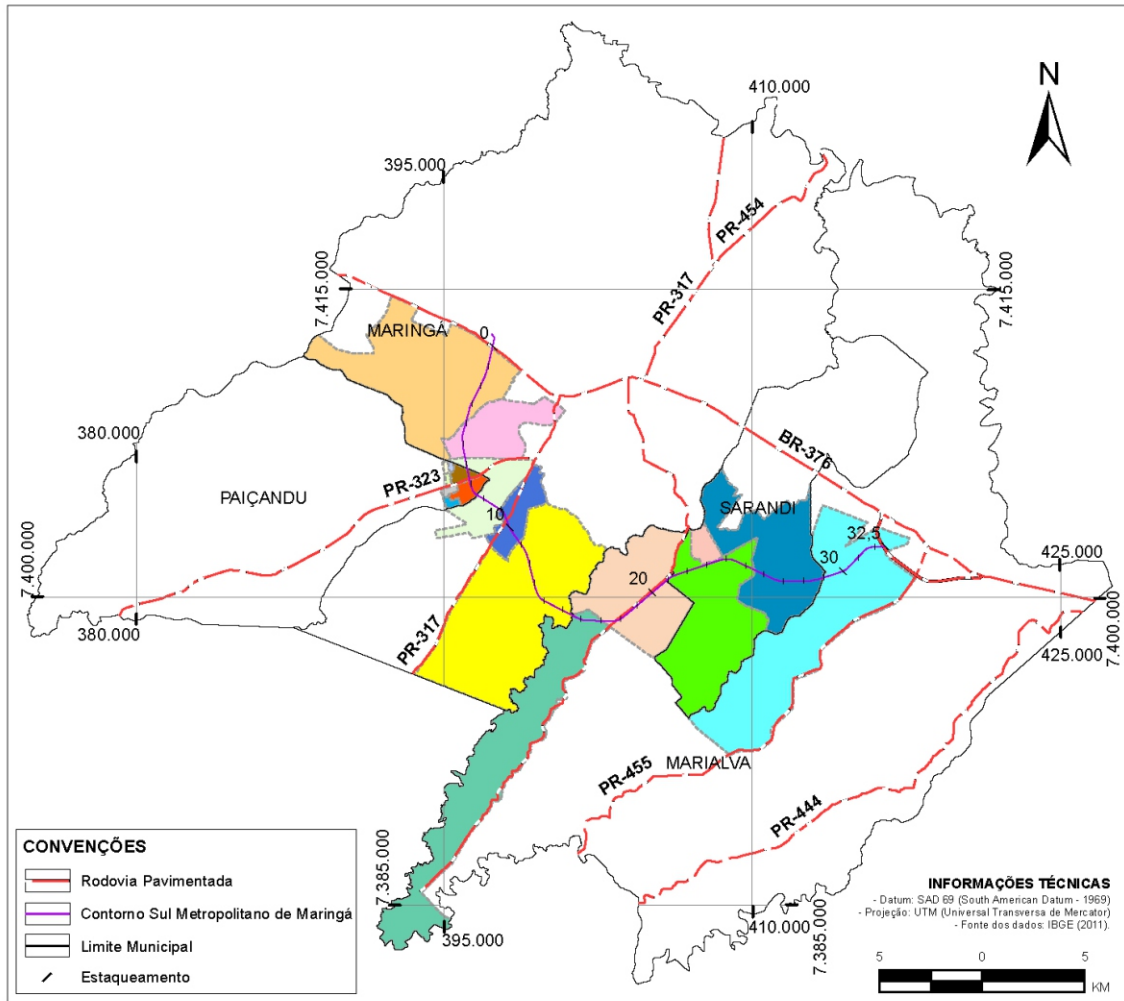 N
410.000
395.000
PR-454
7.415.000
7.415.000
PR-317
MARINGÁ
0
380.000
BR-376
PR-323
PAIÇANDU
10
SARANDI
32,5
30
425.000
7.400.000
20
380.000
7.400.000
425.000
PR-317
MARIALVA
PR-455
PR-444
7.385.000
395.000
410.000
7.385.000
CONVENÇÕES
Rodovia Pavimentada
Contorno Sul Metropolitano de Maringá
Limite Municipal
Estaqueamento
INFORMAÇÕES TÉCNICAS
- Datum: SAD 69 (South American Datum - 1969)
- Projeção: UTM (Universal Transversa de Mercator)
- Fonte dos dados: IBGE (2011).
5 0 5
KM